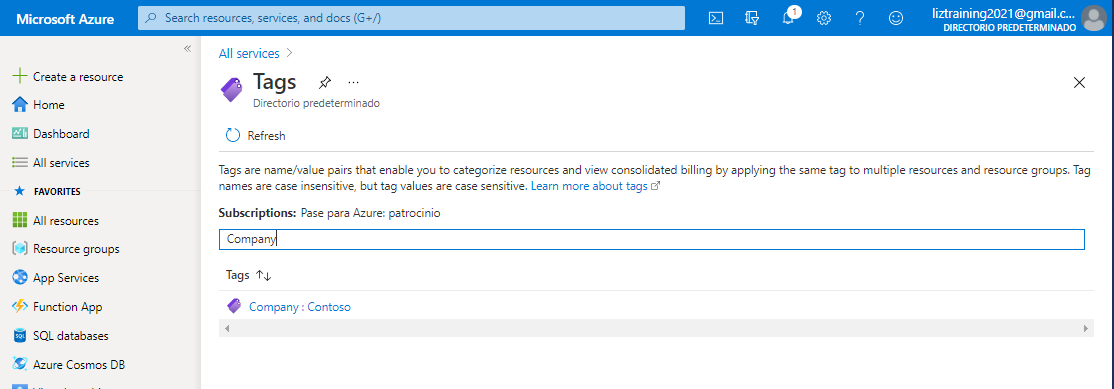 Microsoft Azure
Search resources, services, and docs (G+/)
1
liztraining2021@gmail.c...
DIRECTORIO PREDETERMINADO
«
Create a resource
Home
Dashboard
All services
FAVORITES
All resources
Resource groups
App Services
Function App
SQL databases
Azure Cosmos DB
All services >
Tags
...
Directorio predeterminado
Refresh
Tags are name/value pairs that enable you to categorize resources and view consolidated billing by applying the same tag to multiple resources and resource groups. Tag
names are case insensitive, but tag values are case sensitive. Learn more about tags
Subscriptions: Pase para Azure: patrocinio
Company
Tags ↑↓
Company : Contoso